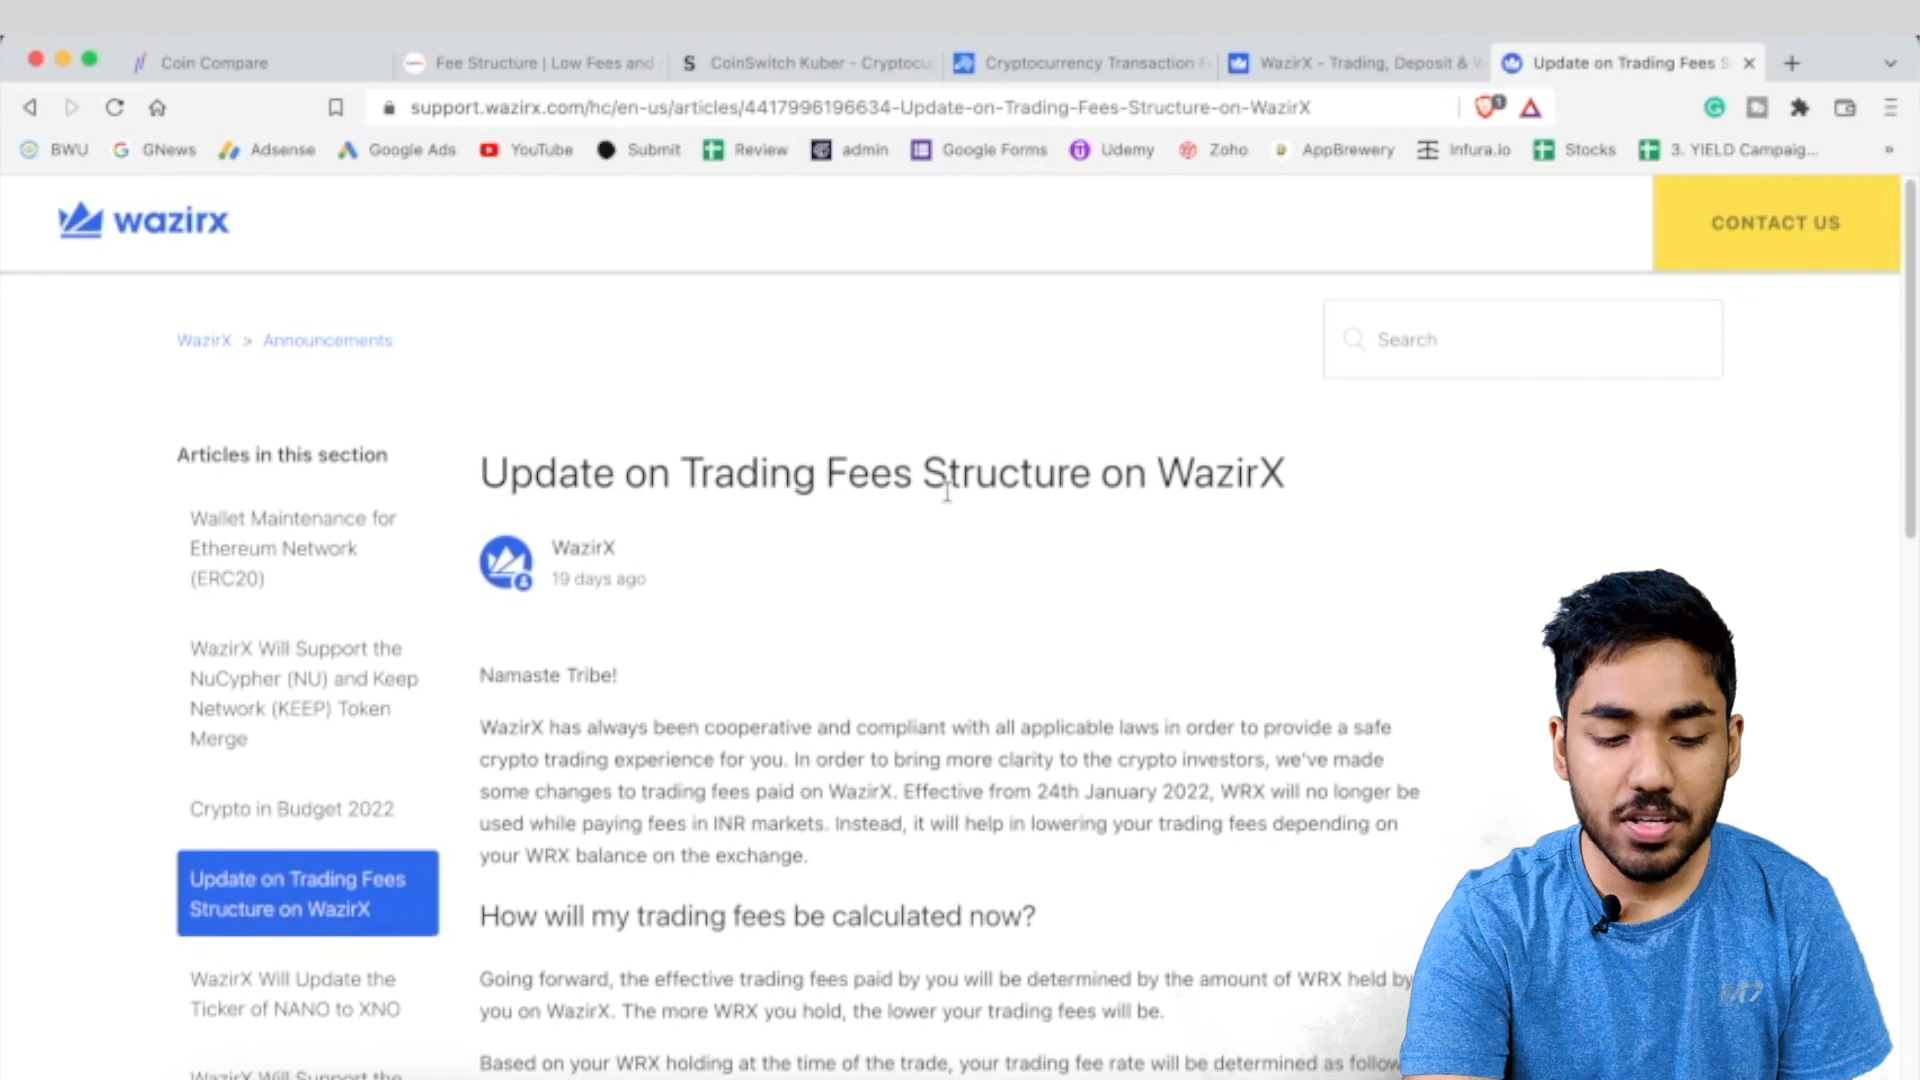 Coin Compare
Fee Structure | Low Fees and
CoinSwitch Kuber - Cryptocu
Cryptocurrency Transaction F
WazirX - Trading, Deposit & W
Update on Trading Fees S
support.wazirx.com/hc/en-us/articles/4417996196634-Update-on-Trading-Fees-Structure-on-WazirX
1
BWU
GNews
Adsense
Google Ads
YouTube
Submit
Review
admin
Google Forms
Udemy
Zoho
AppBrewery
Infura.io
Stocks
3. YIELD Campaig...
»
wazirx
CONTACT US
WazirX > Announcements
Search
Articles in this section
Wallet Maintenance for
Ethereum Network
(ERC20)
WazirX Will Support the
NuCypher (NU) and Keep
Network (KEEP) Token
Merge
Crypto in Budget 2022
Update on Trading Fees
Structure on WazirX
WazirX Will Update the
Ticker of NANO to XNO
WazirX Will Support the
Update on Trading Fees Structure on WazirX
WazirX
19 days ago
Namaste Tribe!
WazirX has always been cooperative and compliant with all applicable laws in order to provide a safe
crypto trading experience for you. In order to bring more clarity to the crypto investors, we've made
some changes to trading fees paid on WazirX. Effective from 24th January 2022, WRX will no longer be
used while paying fees in INR markets. Instead, it will help in lowering your trading fees depending on
your WRX balance on the exchange.
How will my trading fees be calculated now?
Going forward, the effective trading fees paid by you will be determined by the amount of WRX held by
you on WazirX. The more WRX you hold, the lower your trading fees will be.
Based on your WRX holding at the time of the trade, your trading fee rate will be determined as follow